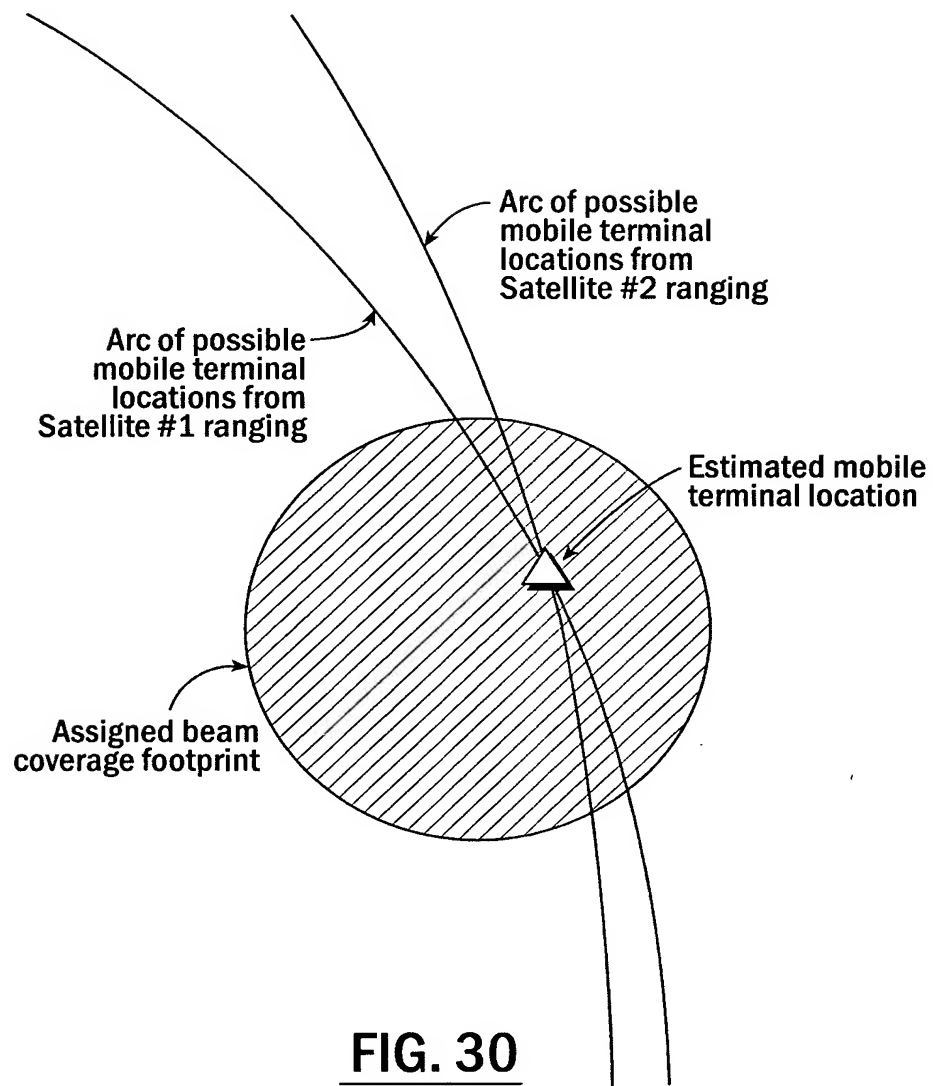 Arc of possible
mobile terminal
locations from
Satellite #2 ranging
Arc of possible
mobile terminal
locations from
Satellite #1 ranging
Estimated mobile
terminal location
Assigned beam
coverage footprint
FIG. 30